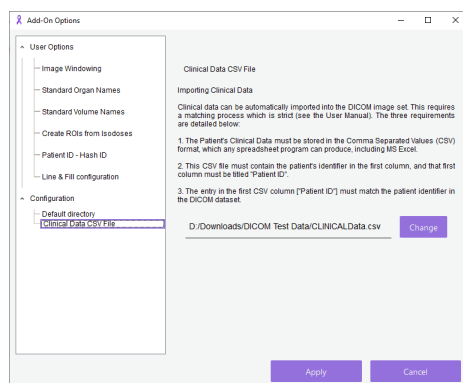 Add-On Options
User Options
Image Windowing
Standard Organ Names
Standard Volume Names
Create ROIs from Isodoses
Patient ID - Hash ID
Line & Fill configuration
Configuration
Default directory
Clinical Data CSV File
Clinical Data CSV File
Importing Clinical Data
Clinical data can be automatically imported into the DICOM image set. This requires
a matching process which is strict (see the User Manual). The three requirements
are detailed below:
1. The Patient's Clinical Data must be stored in the Comma Separated Values (CSV)
format, which any spreadsheet program can produce, including MS Excel.
2. This CSV file must contain the patient's identifier in the first column, and that first
column must be titled "Patient ID".
3. The entry in the first CSV column ["Patient ID"] must match the patient identifier in
the DICOM dataset.
D:/Downloads/DICOM Test Data/CLINICALData.csv
Change
Apply
Cancel